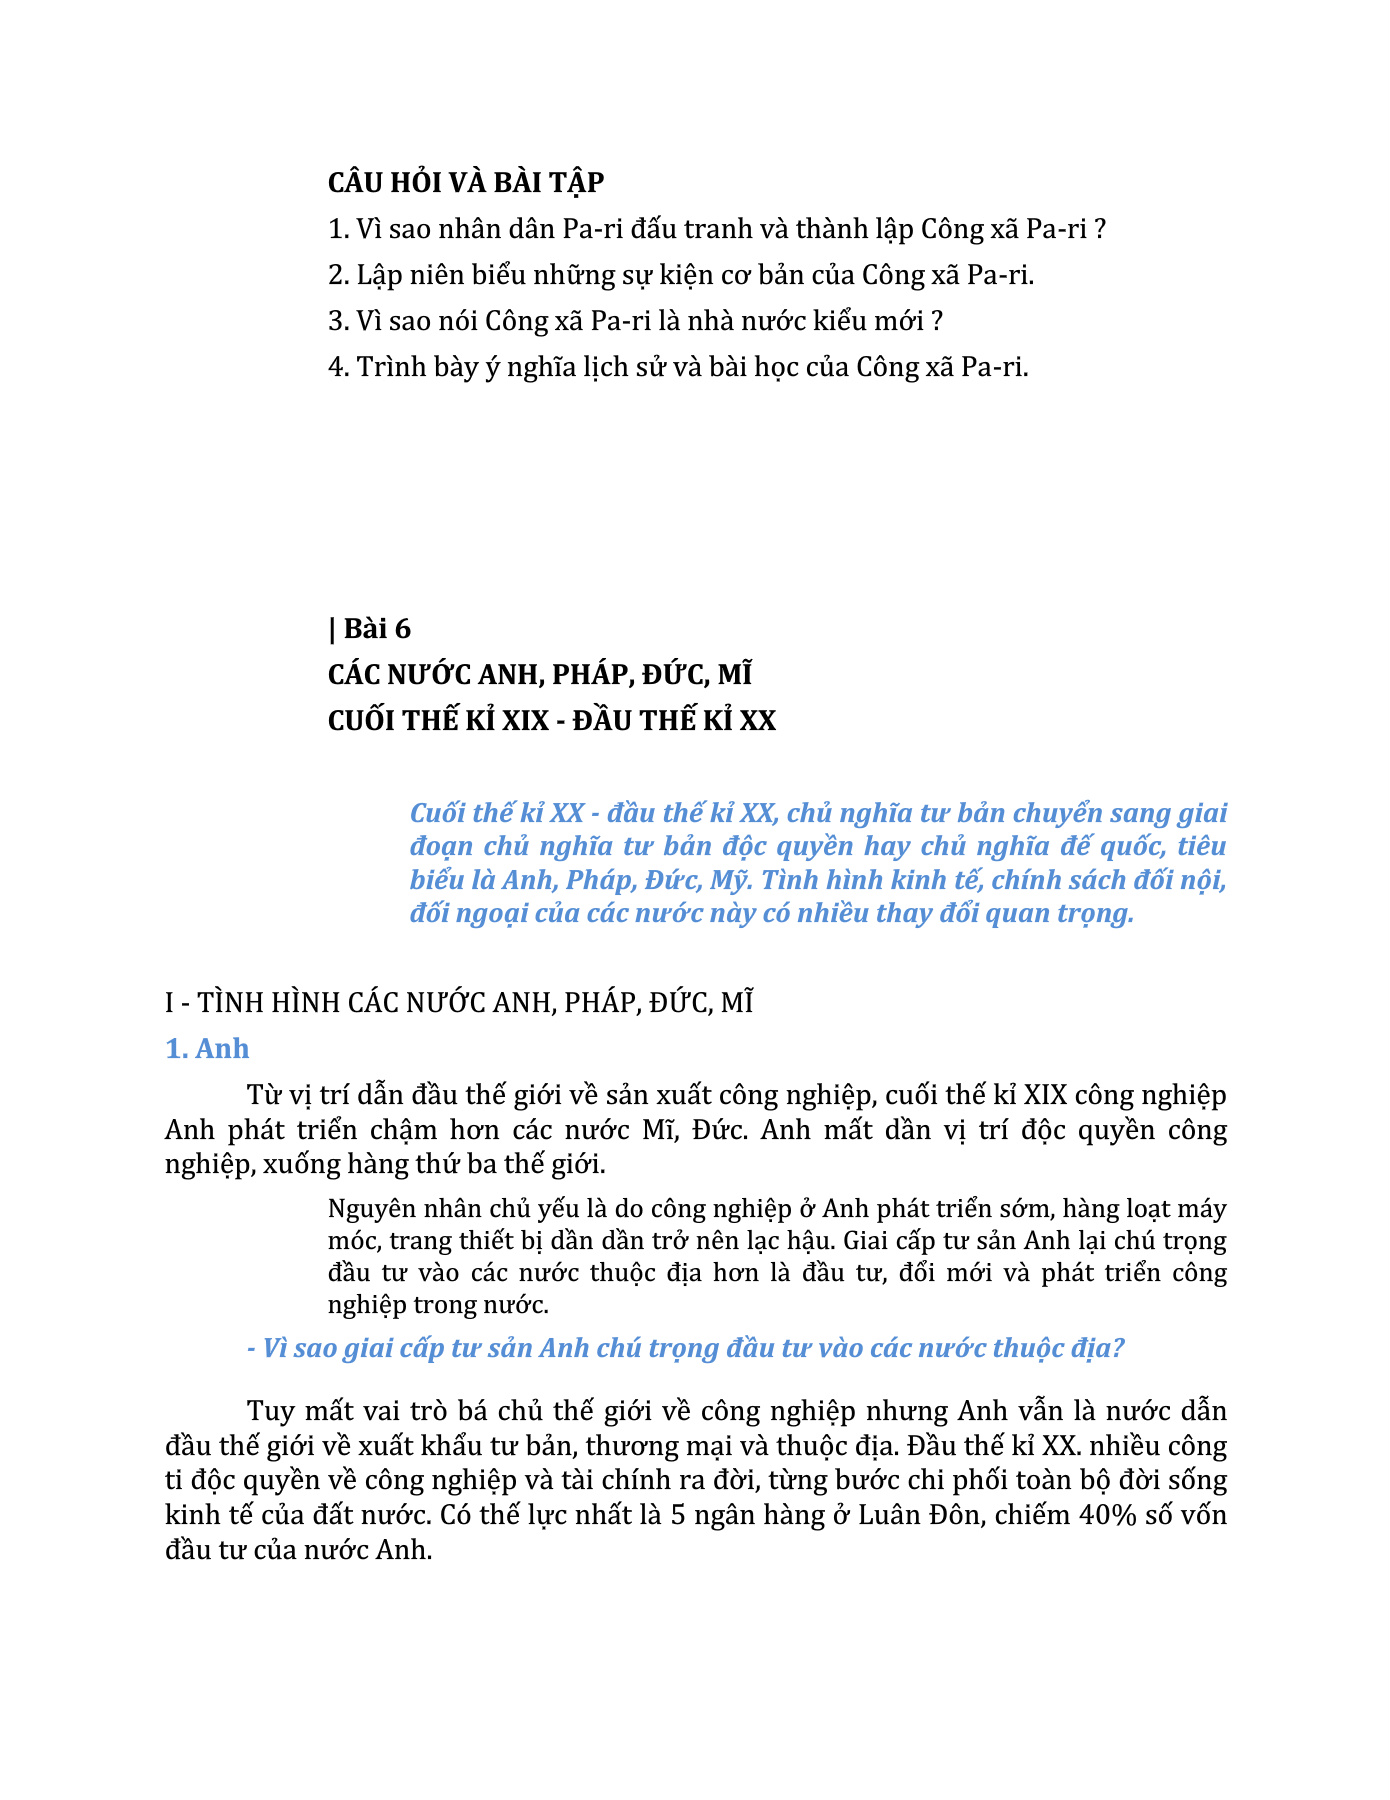 CÂU HỎI VÀ BÀI TẬP
1. Vì sao nhân dân Pa-ri đấu tranh và thành lập Công xã Pa-ri ?
2. Lập niên biểu những sự kiện cơ bản của Công xã Pa-ri.
3. Vì sao nói Công xã Pa-ri là nhà nước kiểu mới ?
4. Trình bày ý nghĩa lịch sử và bài học của Công xã Pa-ri.
| Bài 6
CÁC NƯỚC ANH, PHÁP, ĐỨC, MĨ
CUỐI THẾ KỈ XIX - ĐẦU THẾ KỈ XX
Cuối thế kỉ XX - đầu thế kỉ XX, chủ nghĩa tư bản chuyển sang giai
đoạn chủ nghĩa tư bản độc quyền hay chủ nghĩa đế quốc, tiêu
biểu là Anh, Pháp, Đức, Mỹ. Tình hình kinh tế, chính sách đối nội,
đối ngoại của các nước này có nhiều thay đổi quan trọng.
I - TÌNH HÌNH CÁC NƯỚC ANH, PHÁP, ĐỨC, MĨ
1. Anh
Từ vị trí dẫn đầu thế giới về sản xuất công nghiệp, cuối thế kỉ XIX công nghiệp
Anh phát triển chậm hơn các nước Mĩ, Đức. Anh mất dần vị trí độc quyền công
nghiệp, xuống hàng thứ ba thế giới.
Nguyên nhân chủ yếu là do công nghiệp ở Anh phát triển sớm, hàng loạt máy
móc, trang thiết bị dần dần trở nên lạc hậu. Giai cấp tư sản Anh lại chú trọng
đầu tư vào các nước thuộc địa hơn là đầu tư, đổi mới và phát triển công
nghiệp trong nước.
- Vì sao giai cấp tư sản Anh chú trọng đầu tư vào các nước thuộc địa?
Tuy mất vai trò bá chủ thế giới về công nghiệp nhưng Anh vẫn là nước dẫn
đầu thế giới về xuất khẩu tư bản, thương mại và thuộc địa. Đầu thế kỉ XX. nhiều công
ti độc quyền về công nghiệp và tài chính ra đời, từng bước chi phối toàn bộ đời sống
kinh tế của đất nước. Có thế lực nhất là 5 ngân hàng ở Luân Đôn, chiếm 40% số vốn
đầu tư của nước Anh.